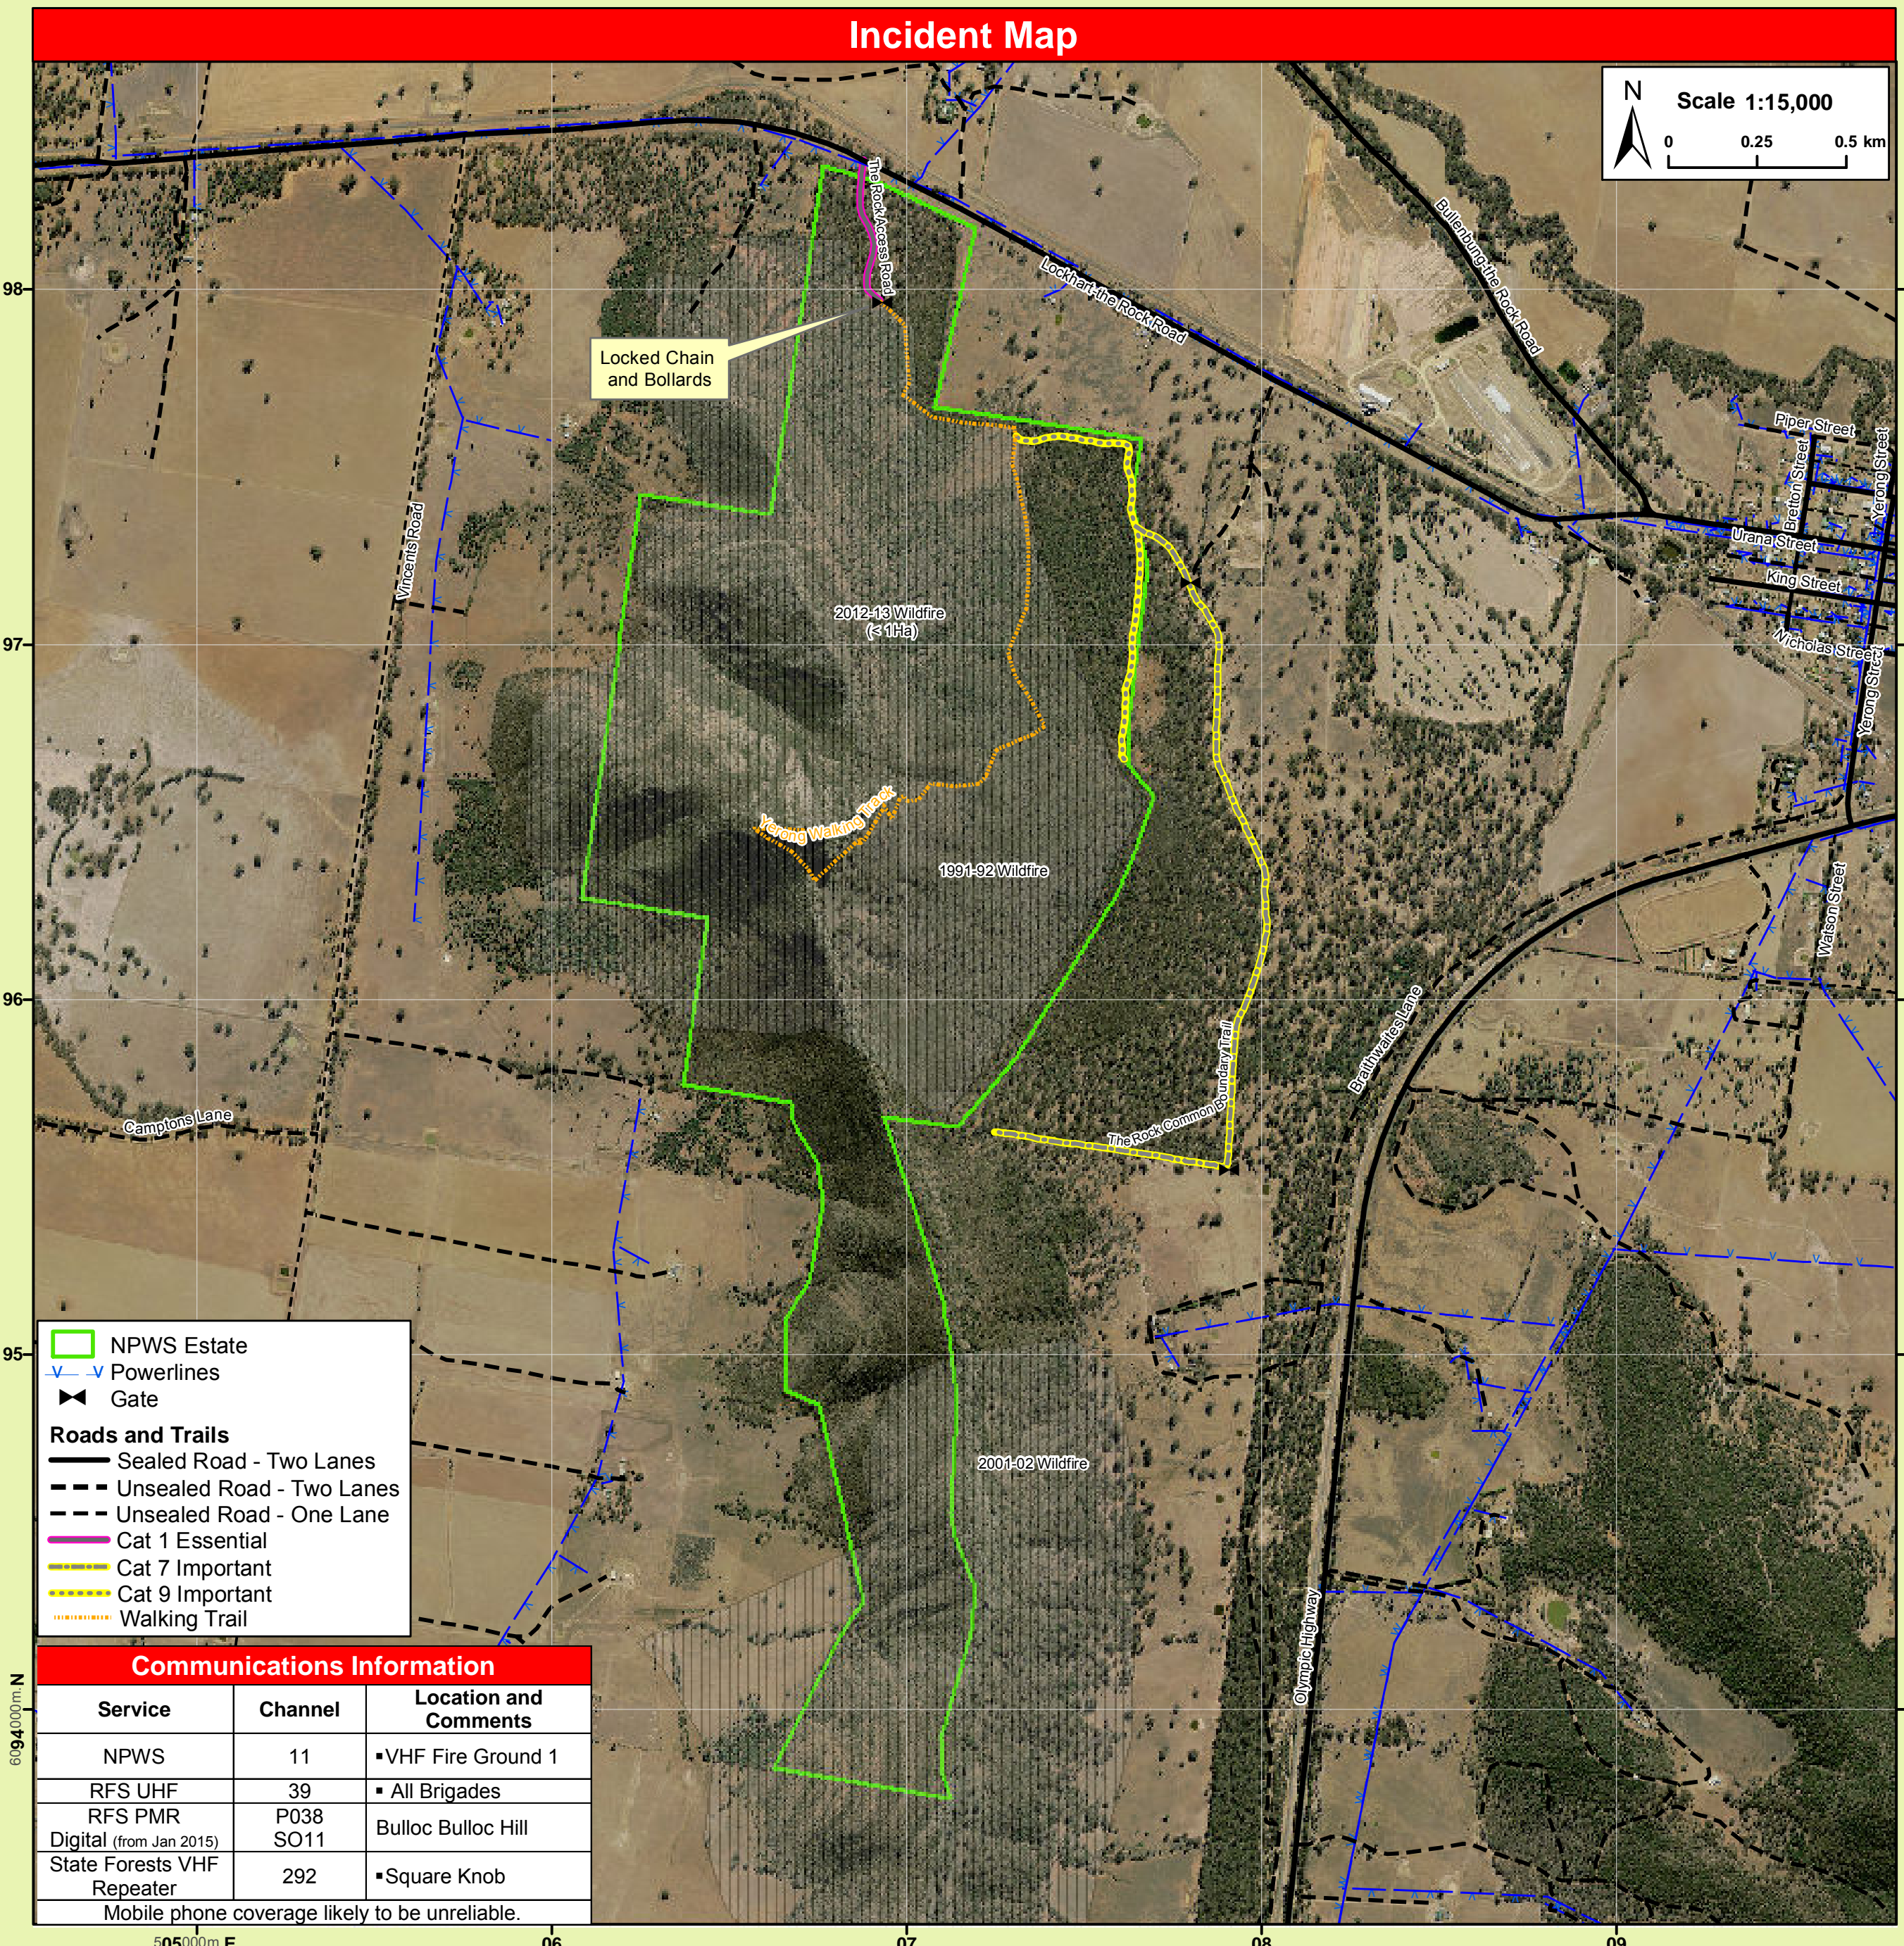 Incident Map
N
Scale 1:15,000
0 0.25 0.5 km
The Rock Access Road
Bullenbung-the Rock Road
Lockhart-the Rock Road
98
Locked Chain
and Bollards
Piper Street
Bretton Street
Yerong Street
Urana Street
King Street
Nicholas Street
Yerong Street
Vincents Road
2012-13 Wildfire
(< 1Ha)
97
Yerong Walking Track
1991-92 Wildfire
Watson Street
96
Braithwaites Lane
The Rock Common Boundary Trail
Camptons Lane
95
2001-02 Wildfire
Olympic Highway
NPWS Estate
V V Powerlines
Gate
Roads and Trails
Sealed Road - Two Lanes
Unsealed Road - Two Lanes
Unsealed Road - One Lane
Cat 1 Essential
Cat 7 Important
Cat 9 Important
Walking Trail
Communications Information
Service Channel Location and
Comments
NPWS 11 ▪VHF Fire Ground 1
RFS UHF 39 ▪ All Brigades
RFS PMR
Digital (from Jan 2015) P038
SO11 Bulloc Bulloc Hill
State Forests VHF
Repeater 292 ▪Square Knob
Mobile phone coverage likely to be unreliable.
6094000m. N
505000m E 06 07 08 09